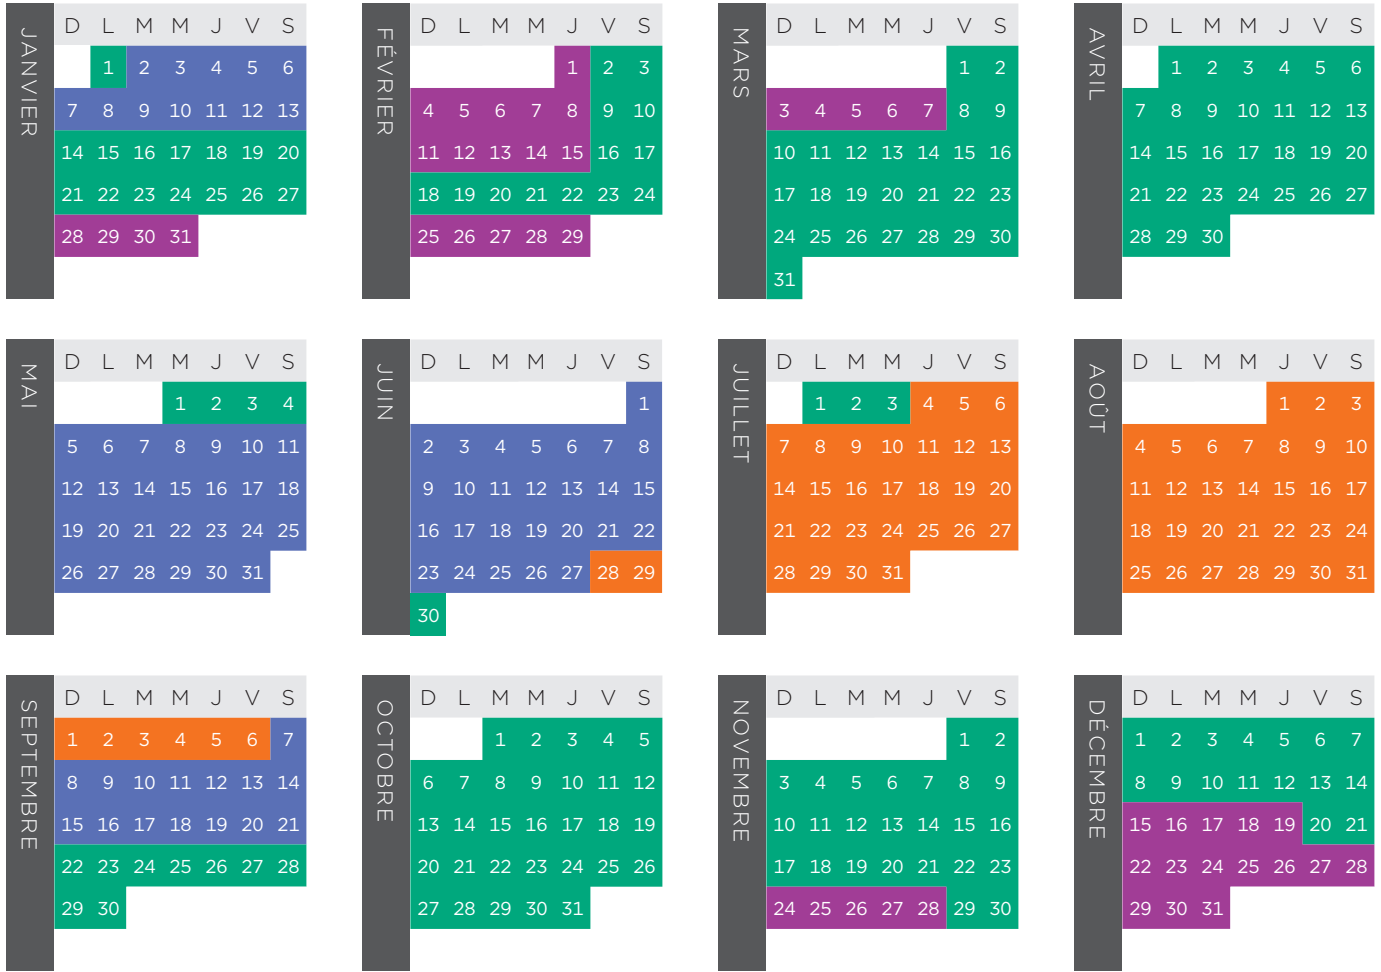 JANVIER
D L M M J V S
1 2 3 4 5 6
7 8 9 10 11 12 13
14 15 16 17 18 19 20
21 22 23 24 25 26 27
28 29 30 31
FÉVRIER
D L M M J V S
1 2 3
4 5 6 7 8 9 10
11 12 13 14 15 16 17
18 19 20 21 22 23 24
25 26 27 28 29
MARS
D L M M J V S
1 2
3 4 5 6 7 8 9
10 11 12 13 14 15 16
17 18 19 20 21 22 23
24 25 26 27 28 29 30
31
AVRIL
D L M M J V S
1 2 3 4 5 6
7 8 9 10 11 12 13
14 15 16 17 18 19 20
21 22 23 24 25 26 27
28 29 30
MAI
D L M M J V S
1 2 3 4
5 6 7 8 9 10 11
12 13 14 15 16 17 18
19 20 21 22 23 24 25
26 27 28 29 30 31
JUIN
D L M M J V S
1
2 3 4 5 6 7 8
9 10 11 12 13 14 15
16 17 18 19 20 21 22
23 24 25 26 27 28 29
30
JUILLET
D L M M J V S
1 2 3 4 5 6
7 8 9 10 11 12 13
14 15 16 17 18 19 20
21 22 23 24 25 26 27
28 29 30 31
AOÛT
D L M M J V S
1 2 3
4 5 6 7 8 9 10
11 12 13 14 15 16 17
18 19 20 21 22 23 24
25 26 27 28 29 30 31
SEPTEMBRE
D L M M J V S
1 2 3 4 5 6 7
8 9 10 11 12 13 14
15 16 17 18 19 20 21
22 23 24 25 26 27 28
29 30
OCTOBRE
D L M M J V S
1 2 3 4 5
6 7 8 9 10 11 12
13 14 15 16 17 18 19
20 21 22 23 24 25 26
27 28 29 30 31
NOVEMBRE
D L M M J V S
1 2
3 4 5 6 7 8 9
10 11 12 13 14 15 16
17 18 19 20 21 22 23
24 25 26 27 28 29 30
DÉCEMBRE
D L M M J V S
1 2 3 4 5 6 7
8 9 10 11 12 13 14
15 16 17 18 19 20 21
22 23 24 25 26 27 28
29 30 31